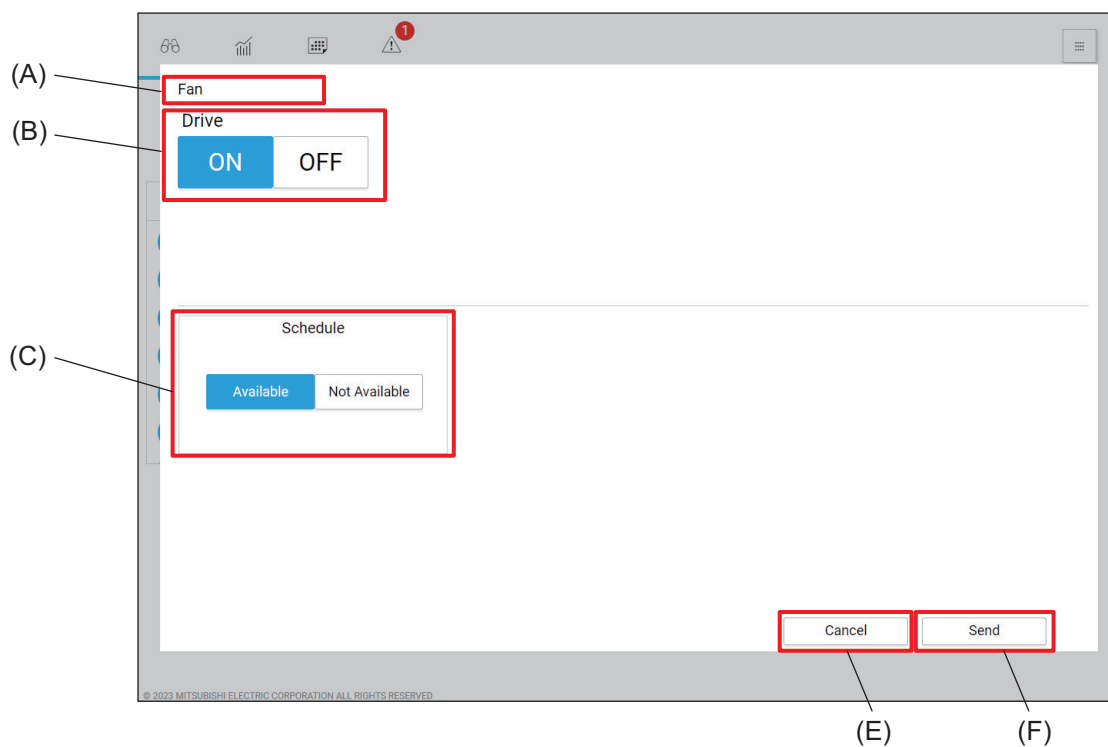 1
(A)
Fan
(B)
Drive
ON OFF
(C)
Schedule
Available Not Available
Cancel Send
© 2023 MITSUBISHI ELECTRIC CORPORATION ALL RIGHTS RESERVED
(E) (F)